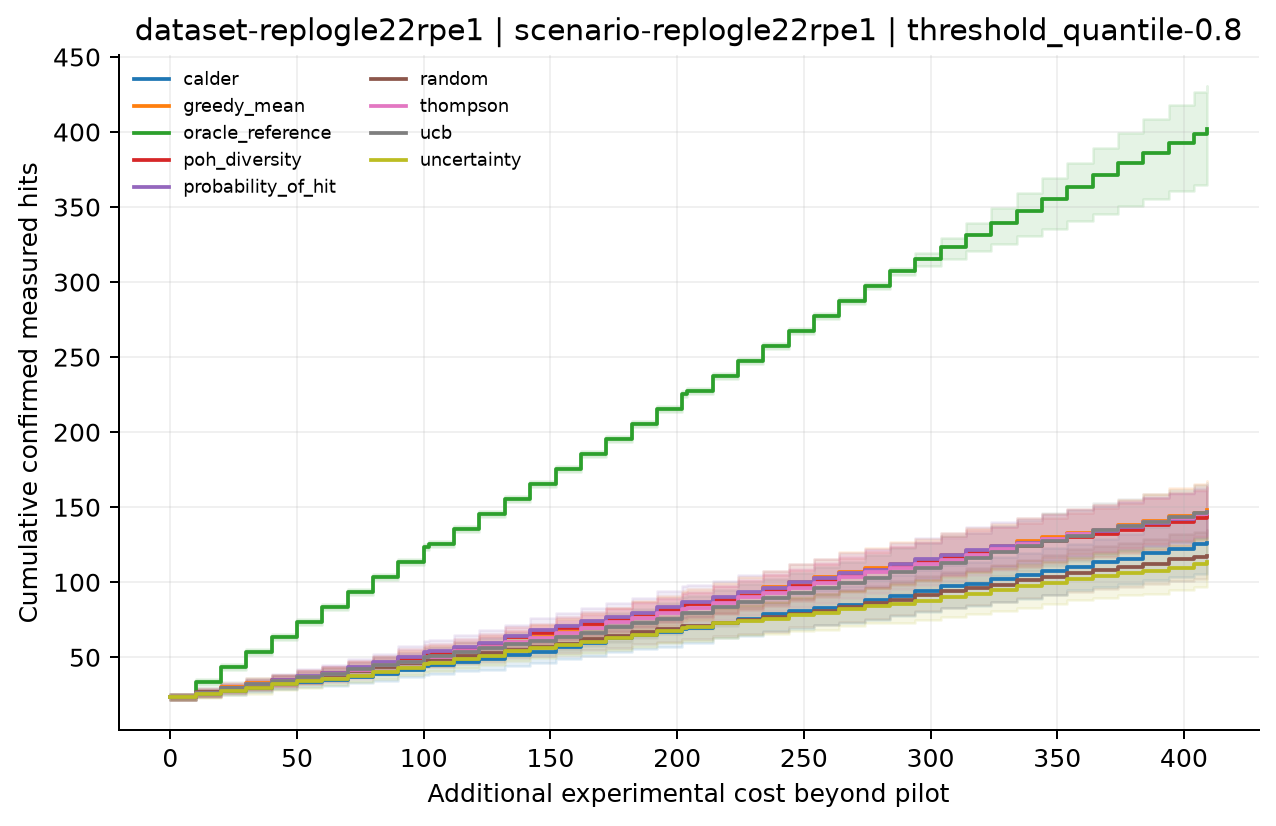 dataset-replogle22rpe1 | scenario-replogle22rpe1 | threshold_quantile-0.8
450
400
350
300
250
200
150
100
50
Cumulative confirmed measured hits
calder
greedy_mean
oracle_reference
poh_diversity
probability_of_hit
random
thompson
ucb
uncertainty
0
50
100
150
200
250
300
350
400
Additional experimental cost beyond pilot